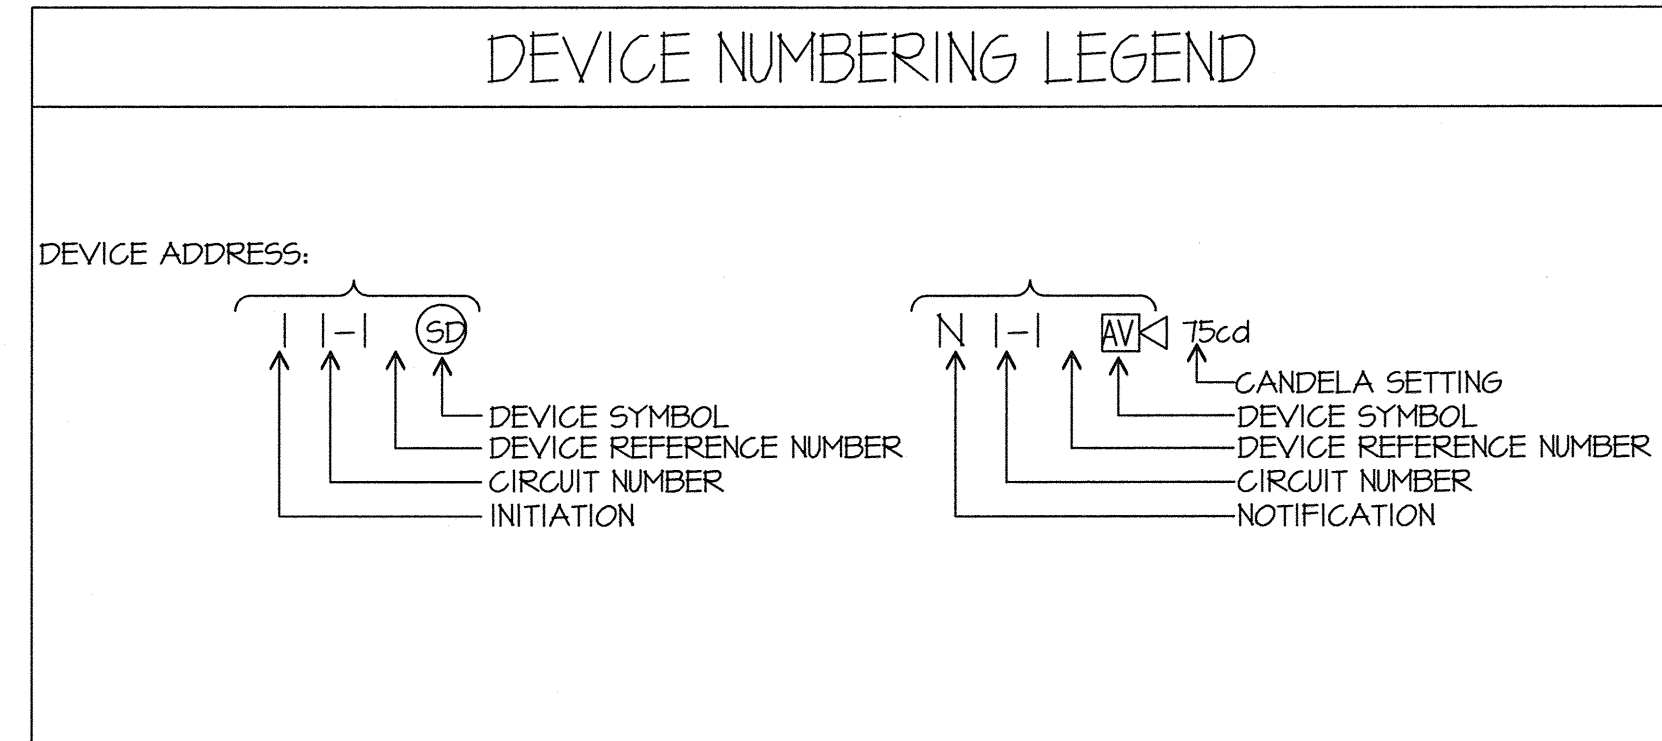 DEVICE NUMBERING LEGEND
DEVICE ADDRESS:
I 1-1 SD
DEVICE SYMBOL
DEVICE REFERENCE NUMBER
CIRCUIT NUMBER
INITIATION
N 1-1 AV 75cd
CANDELA SETTING
DEVICE SYMBOL
DEVICE REFERENCE NUMBER
CIRCUIT NUMBER
NOTIFICATION